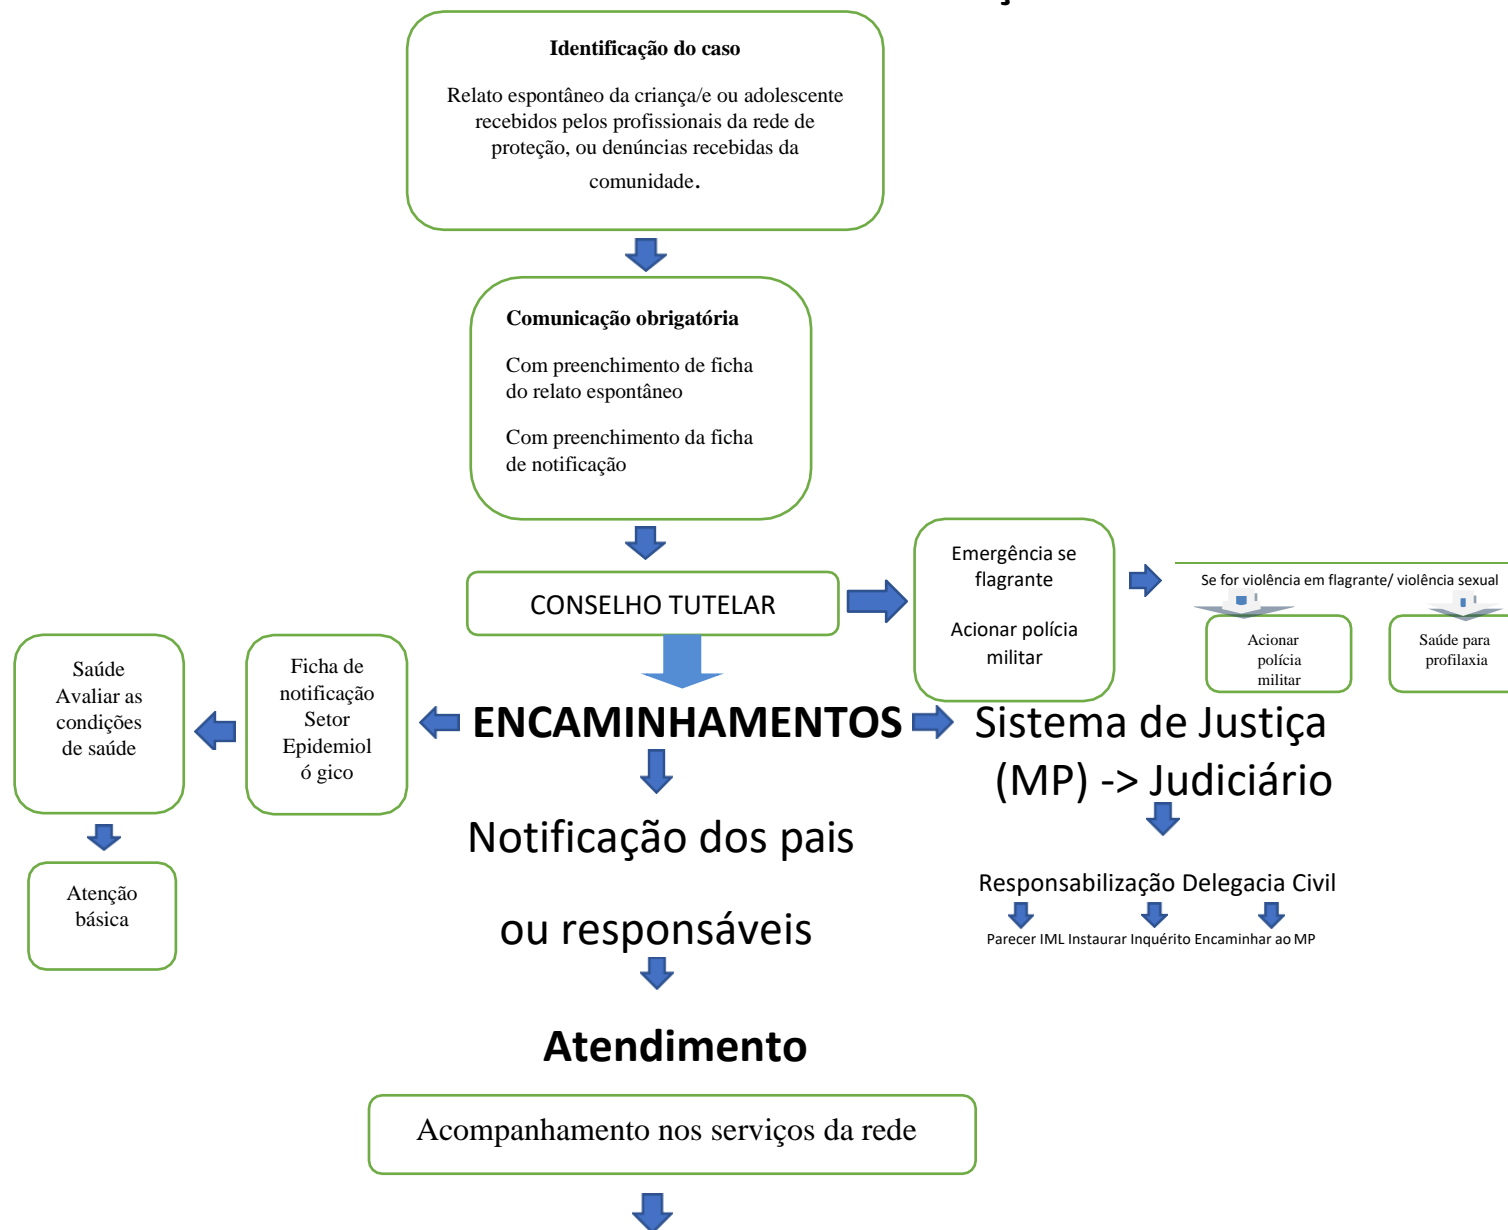 Identificação do caso
Relato espontâneo da criança/e ou adolescente
recebidos pelos profissionais da rede de
proteção, ou denúncias recebidas da
comunidade.
Comunicação obrigatória
Com preenchimento de ficha
do relato espontâneo
Com preenchimento da ficha
de notificação
CONSELHO TUTELAR
Emergência se
flagrante
Acionar polícia
militar
Se for violência em flagrante/ violência sexual
Acionar
polícia
militar
Saúde para
profilaxia
Saúde
Avaliar as
condições
de saúde
Ficha de
notificação
Setor
Epidemiol
ó gico
ENCAMINHAMENTOS
Sistema de Justiça
(MP) -> Judiciário
Atenção
básica
Notificação dos pais
ou responsáveis
Responsabilização Delegacia Civil
Parecer IML Instaurar Inquérito Encaminhar ao MP
Atendimento
Acompanhamento nos serviços da rede